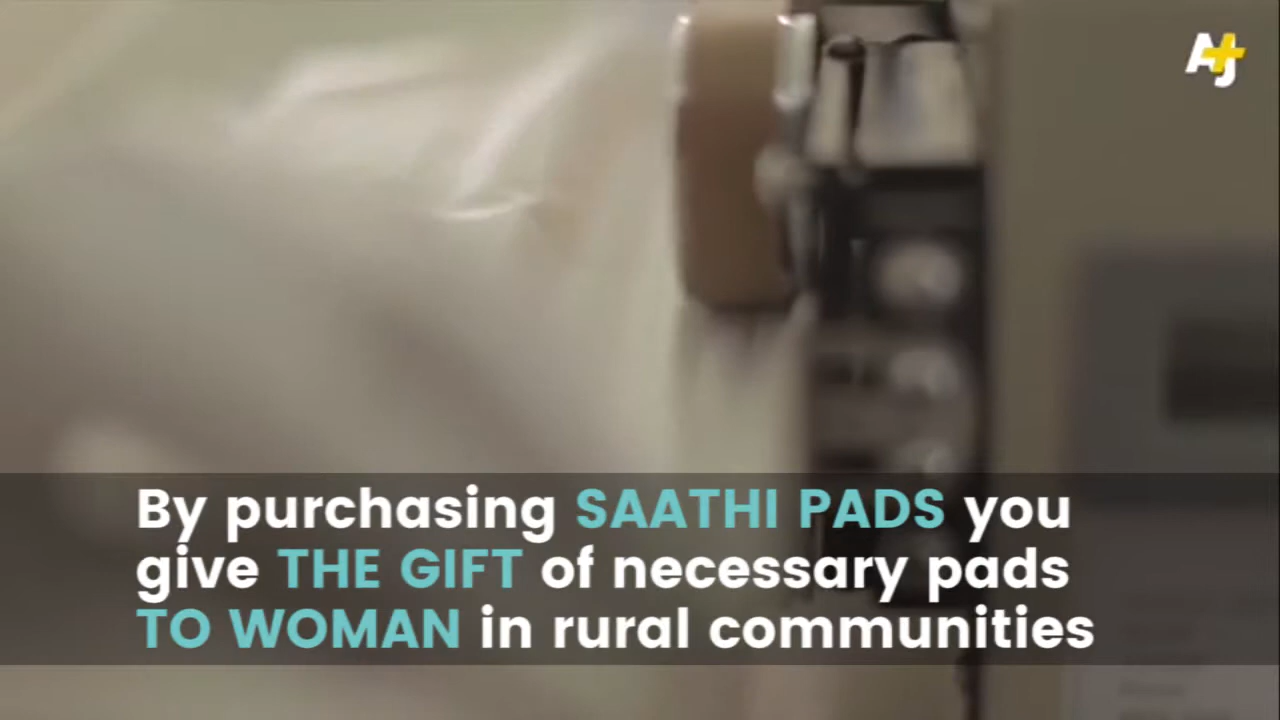 AJ+
By purchasing SAATHI PADS you
give THE GIFT of necessary pads
TO WOMAN in rural communities